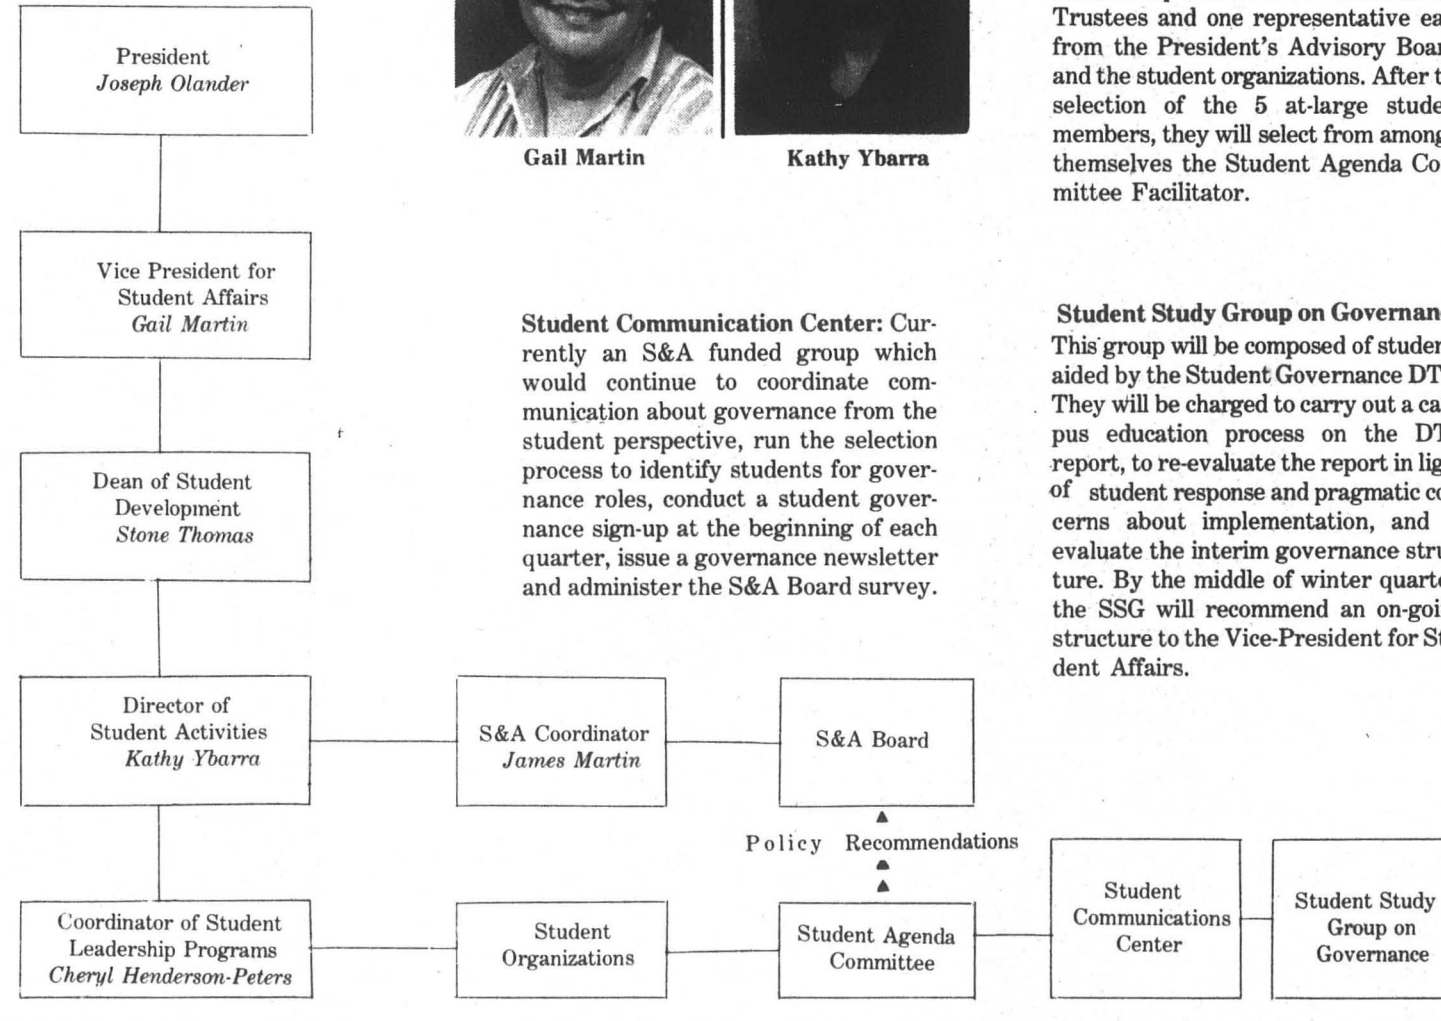 President
Joseph Olander
Vice President for
Student Affairs
Gail Martin
Dean of Student
Development
Stone Thomas
Director of
Student Activities
Kathy Ybarra
Coordinator of Student
Leadership Programs
Cheryl Henderson-Peters
Gail Martin
Kathy Ybarra
Student Communication Center: Cur-
rently an S&A funded group which
would continue to coordinate com-
munication about governance from the
student perspective, run the selection
process to identify students for gover-
nance roles, conduct a student gover-
nance sign-up at the beginning of each
quarter, issue a governance newsletter
and administer the S&A Board survey.
Trustees and one representative ea
from the President's Advisory Boar
and the student organizations. After t
selection of the 5 at-large stude
members, they will select from among
themselves the Student Agenda Co
mittee Facilitator.
Student Study Group on Governan
This group will be composed of studen
aided by the Student Governance DT
They will be charged to carry out a ca
pus education process on the DT
report, to re-evaluate the report in lig
of student response and pragmatic co
cerns about implementation, and
evaluate the interim governance stru
ture. By the middle of winter quarte
the SSG will recommend an on-goi
structure to the Vice-President for St
dent Affairs.
S&A Coordinator
James Martin
S&A Board
Policy Recommendations
Student
Organizations
Student Agenda
Committee
Student
Communications
Center
Student Study
Group on
Governance